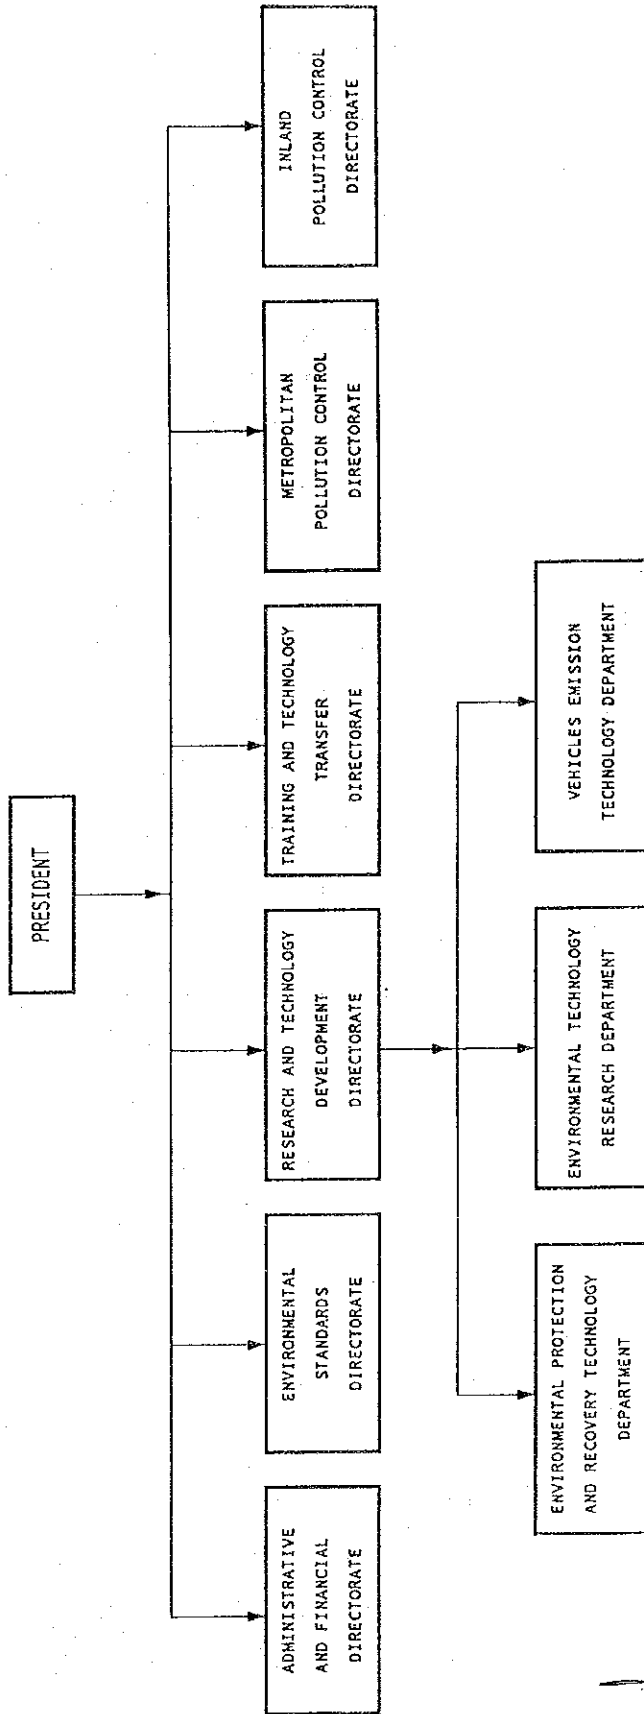 PRESIDENT
ADMINISTRATIVE
AND FINANCIAL
DIRECTORATE
ENVIRONMENTAL
STANDARDS
DIRECTORATE
RESEARCH AND TECHNOLOGY
DEVELOPMENT
DIRECTORATE
TRAINING AND TECHNOLOGY
TRANSFER
DIRECTORATE
METROPOLITAN
POLLUTION CONTROL
DIRECTORATE
INLAND
POLLUTION CONTROL
DIRECTORATE
ENVIRONMENTAL PROTECTION
AND RECOVERY TECHNOLOGY
DEPARTMENT
ENVIRONMENTAL TECHNOLOGY
RESEARCH DEPARTMENT
VEHICLES EMISSION
TECHNOLOGY DEPARTMENT